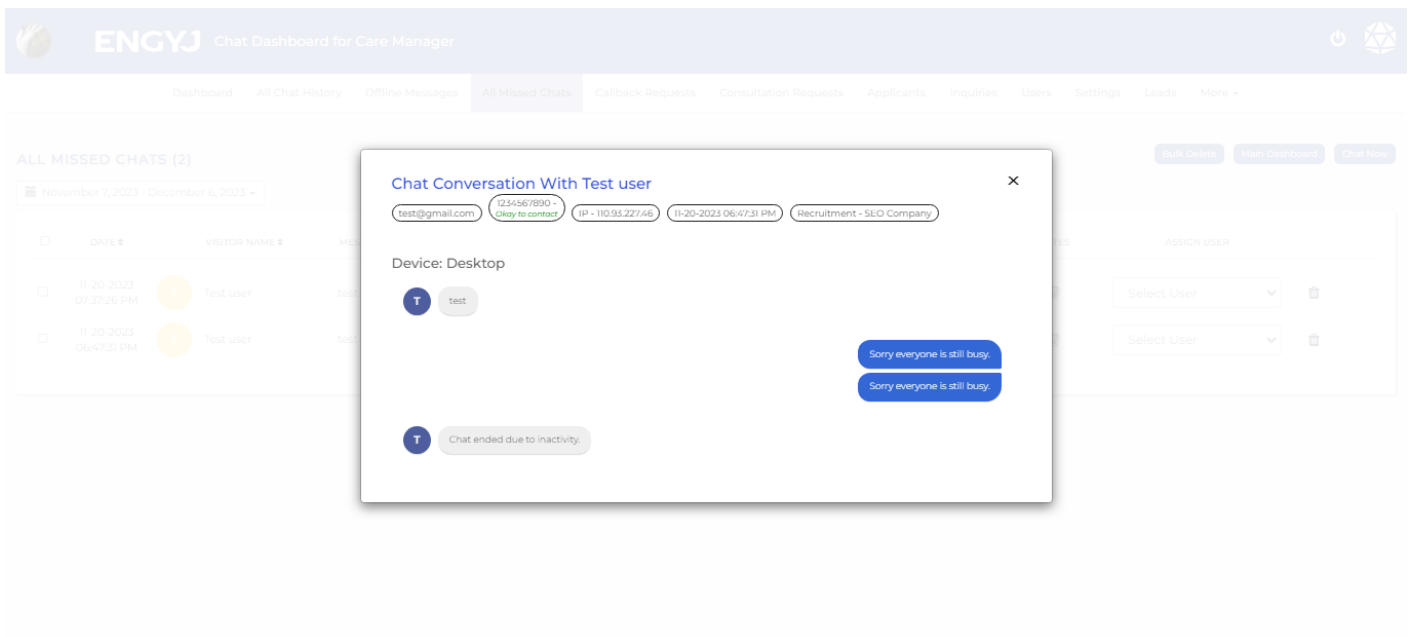 ENGYJ Chat Dashboard for Care Manager
Dashboard All Chat History Offline Messages All Missed Chats Callback Requests Consultation Requests Applicants Inquiries Users Settings Leads More
ALL MISSED CHATS (2)
Bulk Delete Main Dashboard Chat Now
November 7, 2023 - December 6, 2023
Chat Conversation With Test user
test@gmail.com
1234567890 -
Okay to contact
IP - 110.93.227.46
11-20-2023 06:47:31 PM
Recruitment - SEO Company
DATE VISITOR NAME ASSIGN USER
Device: Desktop
11-20-2023
07:37:26 PM
Test user
test
Select User
T
test
11-20-2023
06:47:31 PM
Test user
test
Select User
Sorry everyone is still busy.
Sorry everyone is still busy.
T
Chat ended due to inactivity.